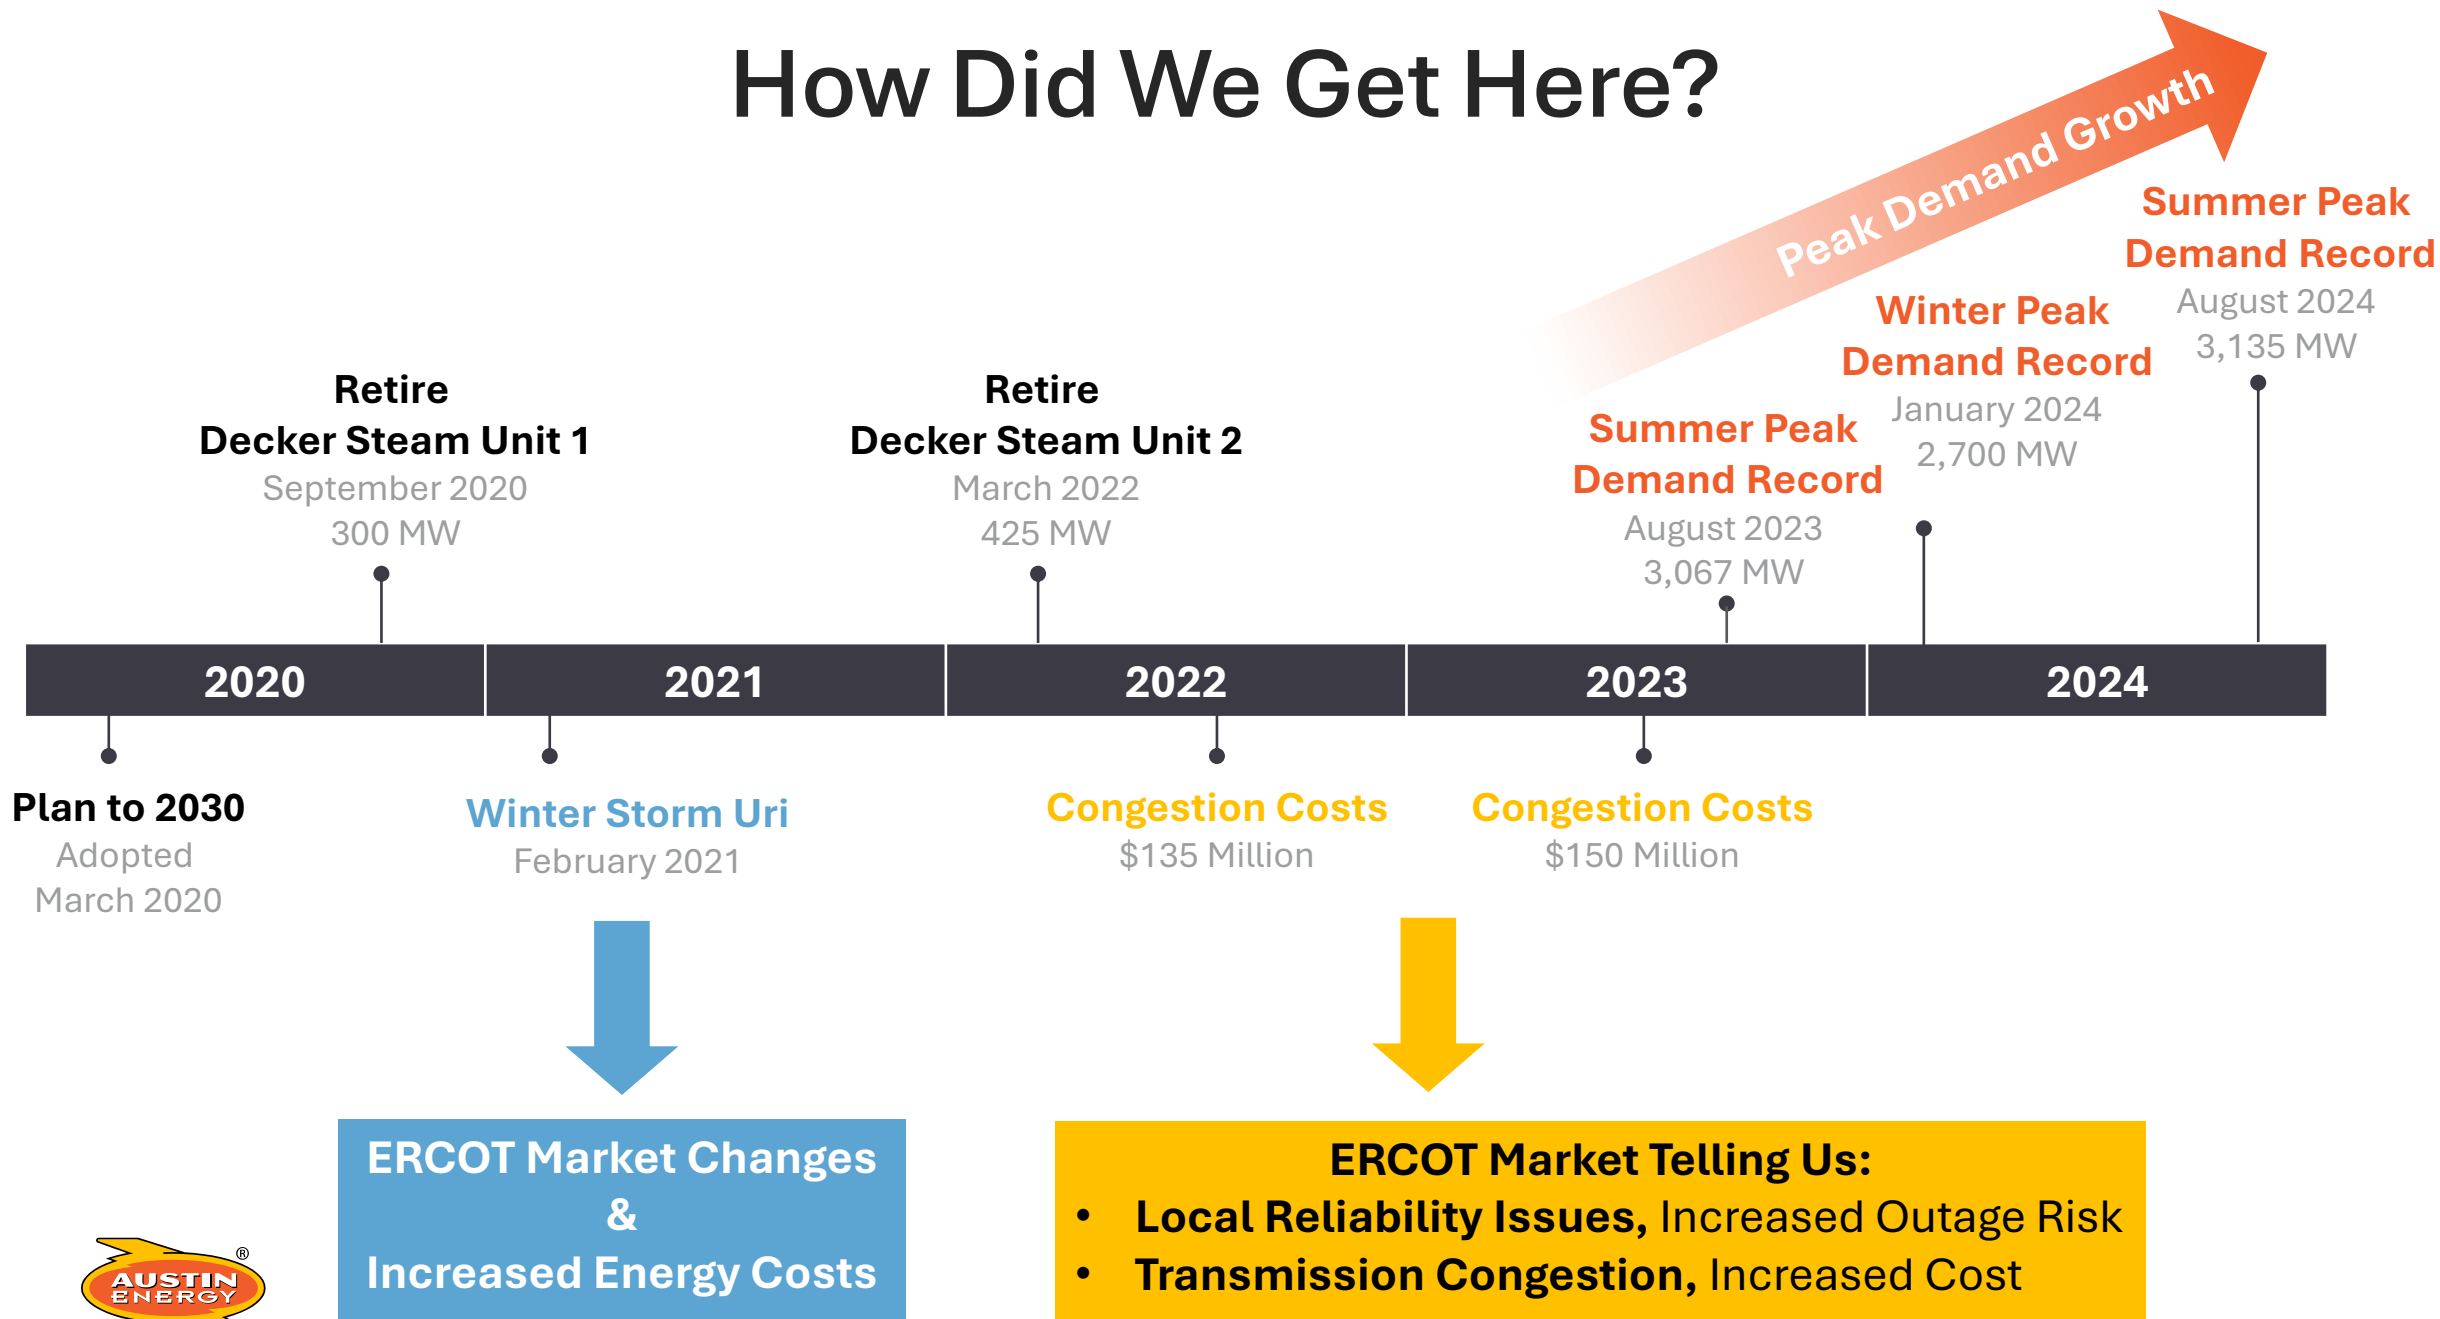 How Did We Get Here?
Peak Demand Growth
Retire
Decker Steam Unit 1
September 2020
300 MW
Retire
Decker Steam Unit 2
March 2022
425 MW
Summer Peak
Demand Record
August 2023
3,067 MW
Winter Peak
Demand Record
January 2024
2,700 MW
Summer Peak
Demand Record
August 2024
3,135 MW
2020
2021
2022
2023
2024
Plan to 2030
Adopted
March 2020
Winter Storm Uri
February 2021
Congestion Costs
$135 Million
Congestion Costs
$150 Million
ERCOT Market Changes
&
Increased Energy Costs
ERCOT Market Telling Us:
• Local Reliability Issues, Increased Outage Risk
• Transmission Congestion, Increased Cost
AUSTIN
ENERGY
®